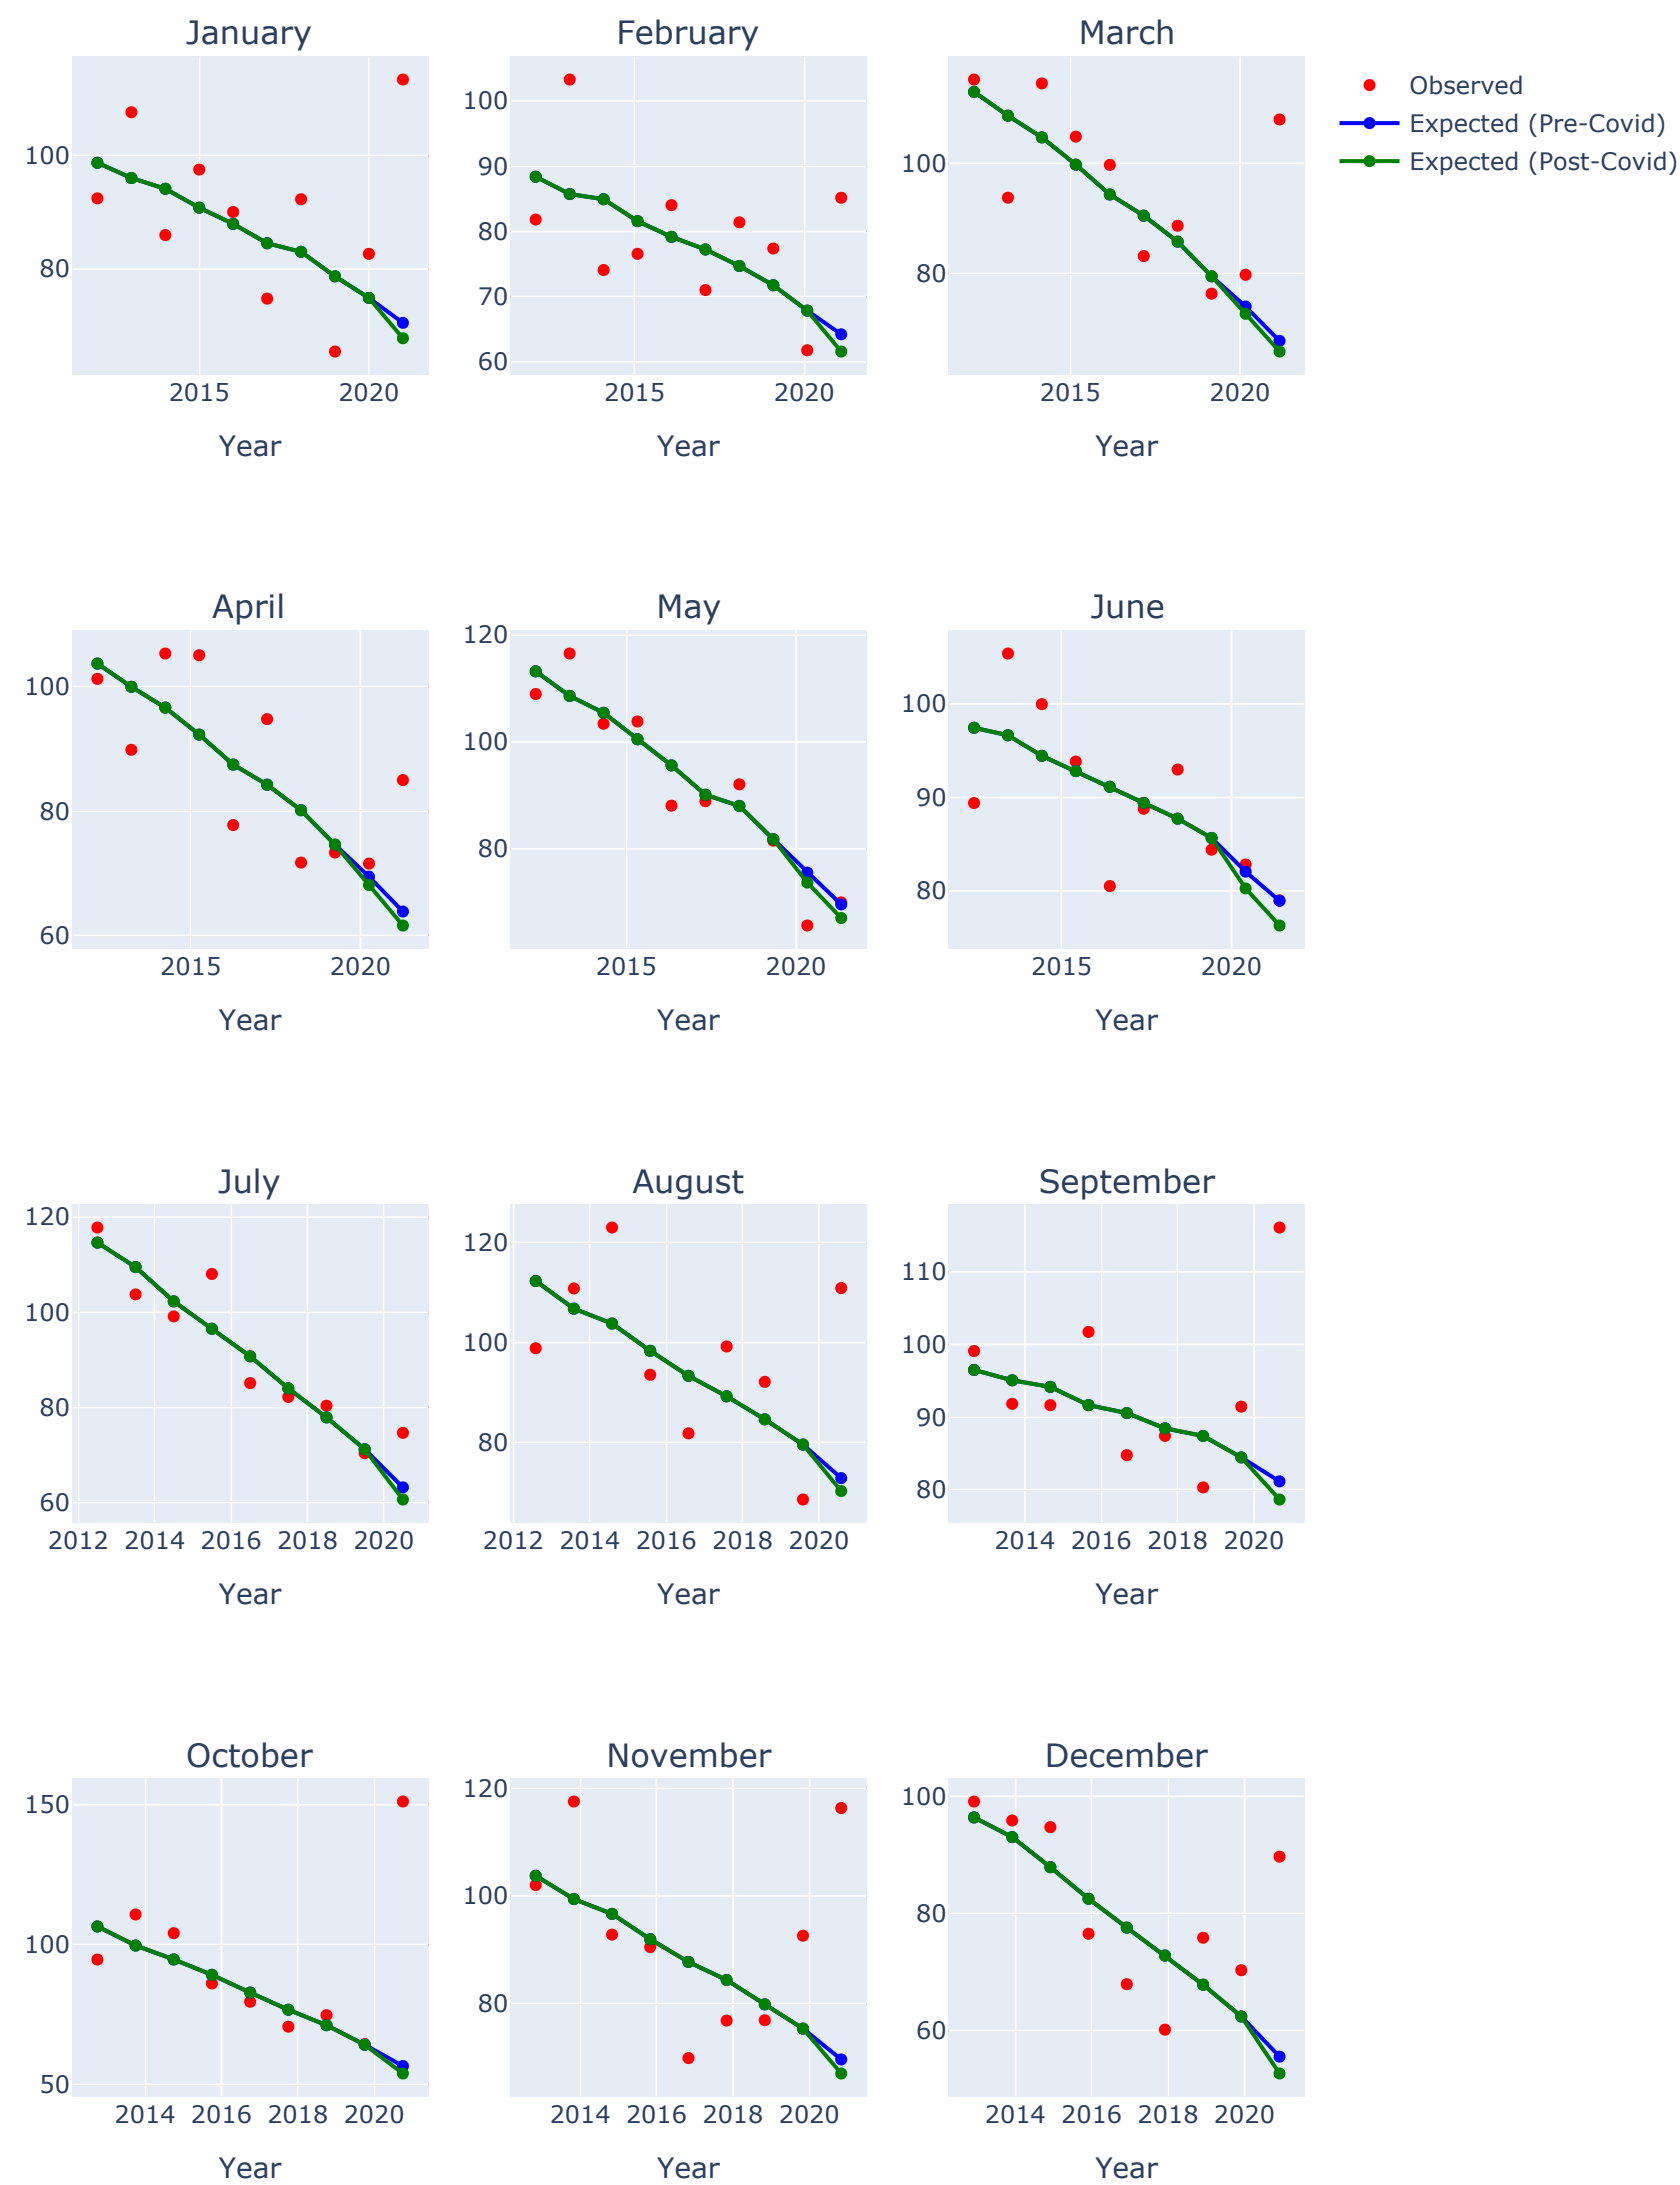 January
February
March
Observed
Expected (Pre-Covid)
Expected (Post-Covid)
100
80
2015
2020
Year
100
90
80
70
60
2015
2020
Year
100
80
2015
2020
Year
April
May
June
100
80
60
2015
2020
Year
120
100
80
2015
2020
Year
100
90
80
2015
2020
Year
July
August
September
120
100
80
60
2012 2014 2016 2018 2020
Year
120
100
80
2012 2014 2016 2018 2020
Year
110
100
90
80
2014 2016 2018 2020
Year
October
November
December
150
100
50
2014 2016 2018 2020
Year
120
100
80
2014 2016 2018 2020
Year
100
80
60
2014 2016 2018 2020
Year